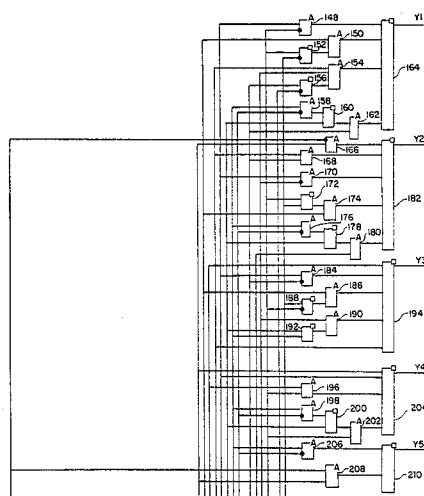 A 148
Y1
A 150
152
A 154
156
164
A 158
160
A 162
Y2
A 166
A 168
A 170
172
A 174
182
A 176
178
A 180
Y3
A 184
A 186
188
A 190
194
192
Y4
A 196
A 198
200
204
A 202
Y5
A 206
A 208
210